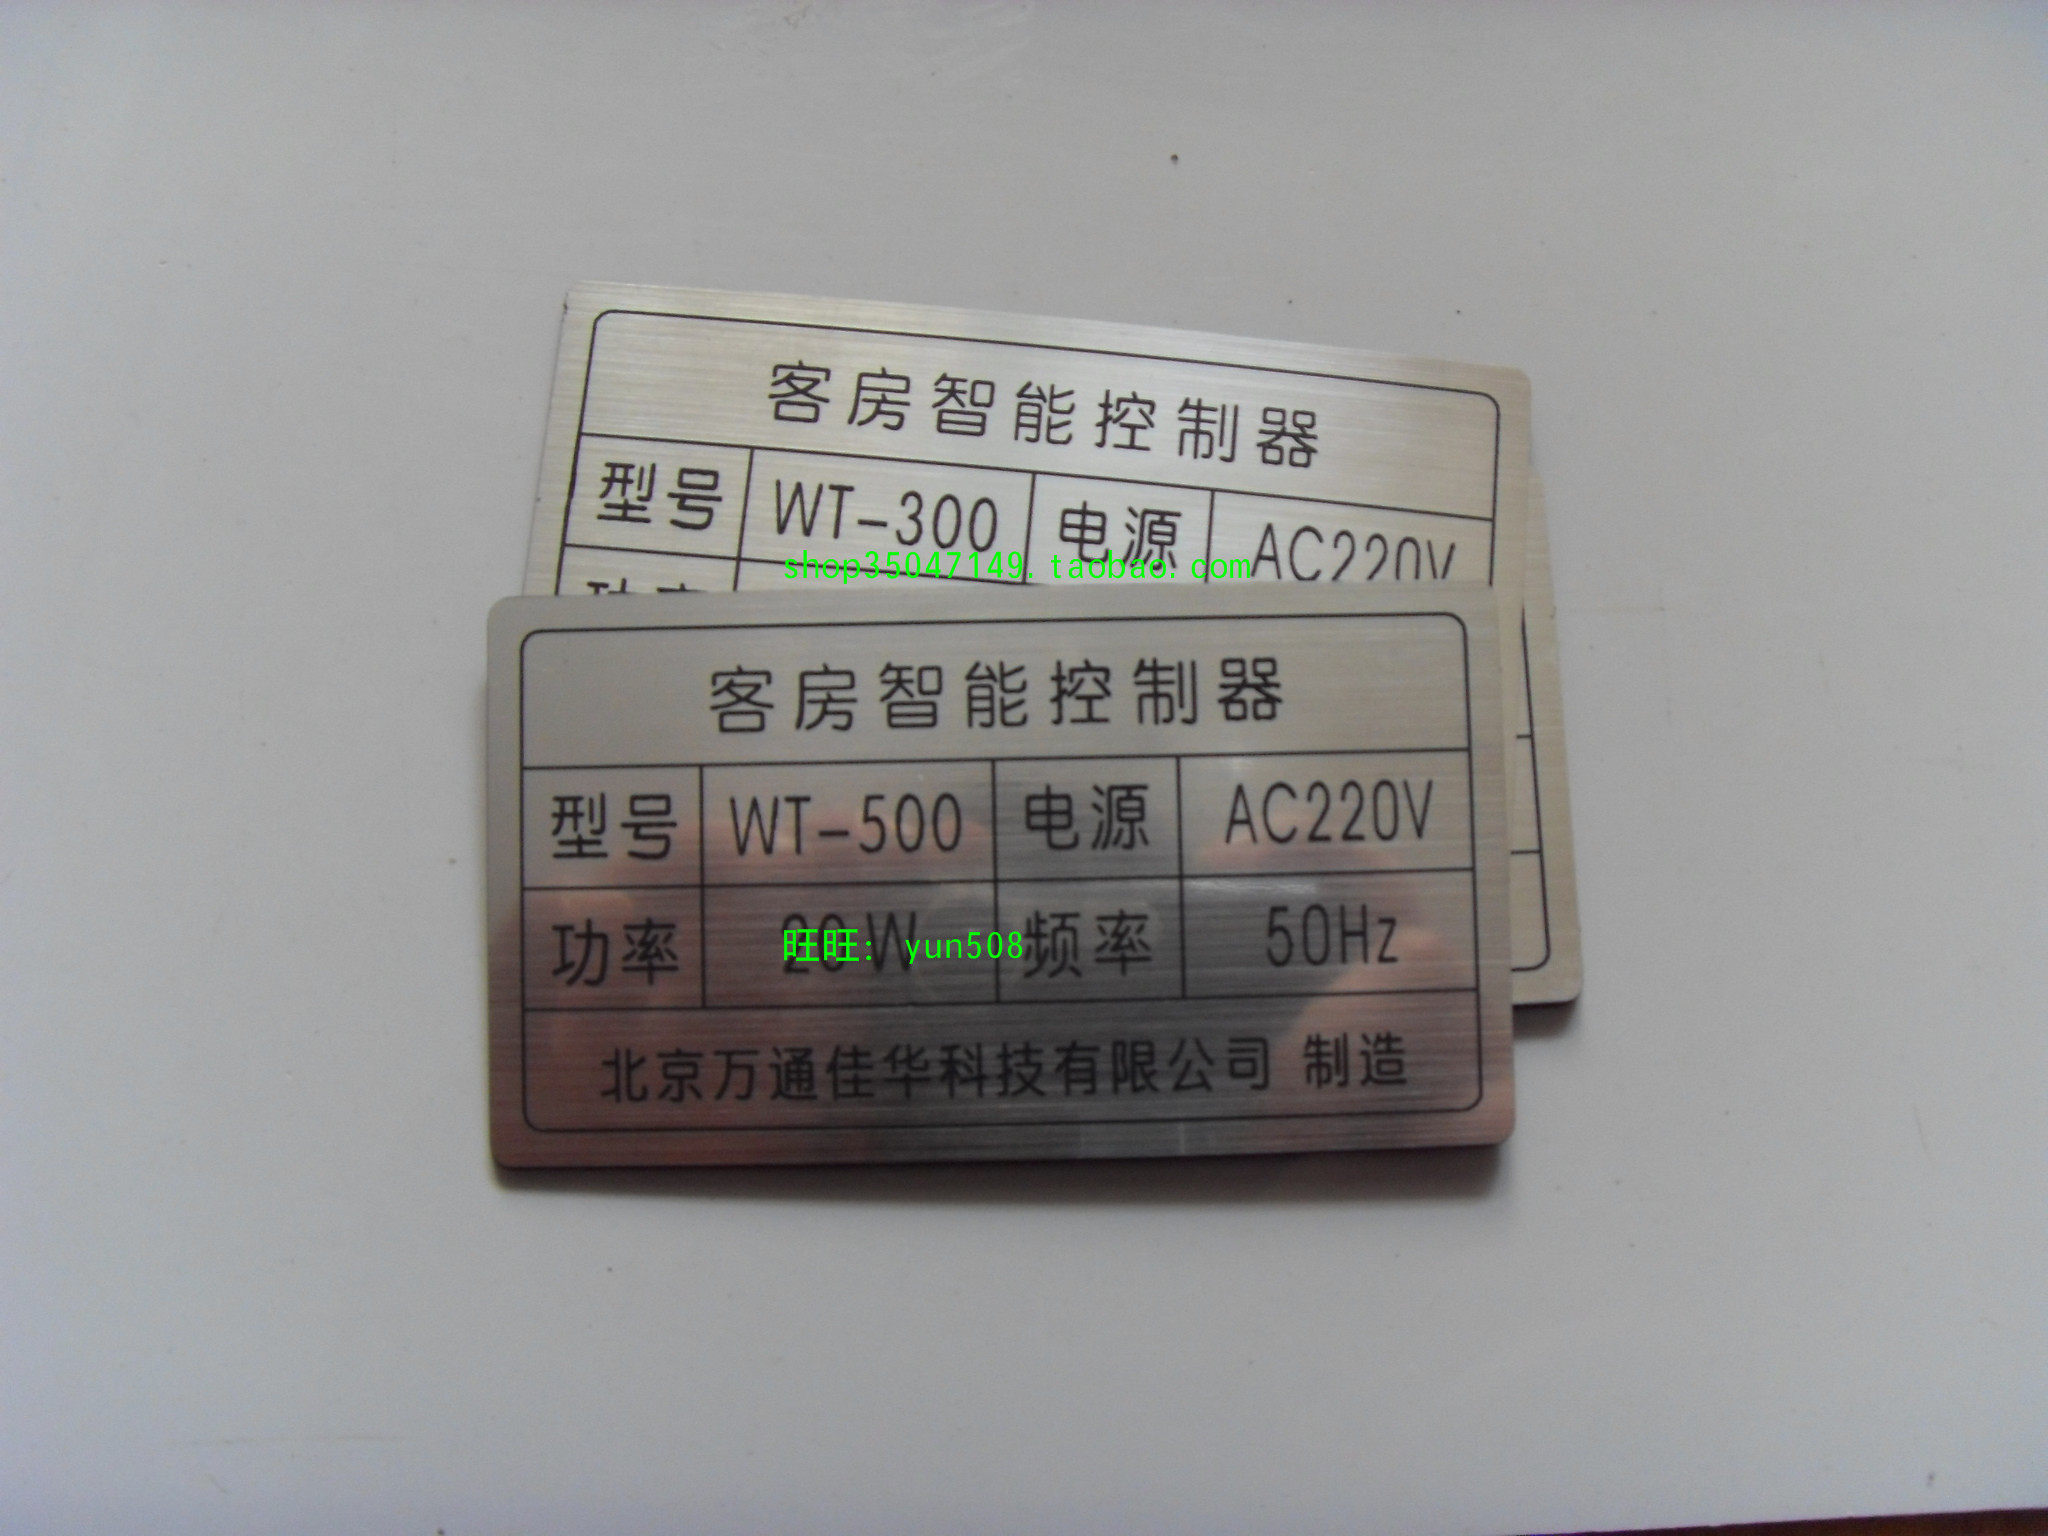 客房智能控制器
型号 WT-300 电源 AC220V
shop35047149.taobao.com
客房智能控制器
型号 WT-500 电源 AC220V
功率 20W 频率 50Hz
旺旺: yun508
北京万通佳华科技有限公司 制造